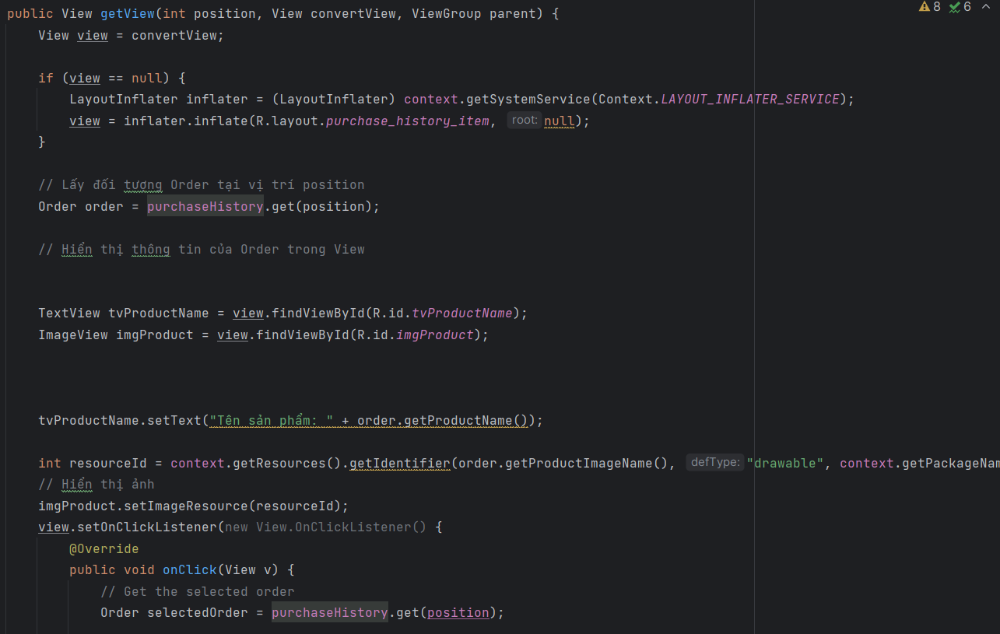 public View getView(int position, View convertView, ViewGroup parent) {
8 6
View view = convertView;
if (view == null) {
LayoutInflater inflater = (LayoutInflater) context.getSystemService(Context.LAYOUT_INFLATER_SERVICE);
view = inflater.inflate(R.layout.purchase_history_item, root: null);
}
// Lấy đối tượng Order tại vị trí position
Order order = purchaseHistory.get(position);
// Hiển thị thông tin của Order trong View
TextView tvProductName = view.findViewById(R.id.tvProductName);
ImageView imgProduct = view.findViewById(R.id.imgProduct);
tvProductName.setText("Tên sản phẩm: " + order.getProductName());
int resourceId = context.getResources().getIdentifier(order.getProductImageName(), defType: "drawable", context.getPackageNam
// Hiển thị ảnh
imgProduct.setImageResource(resourceId);
view.setOnClickListener(new View.OnClickListener() {
@Override
public void onClick(View v) {
// Get the selected order
Order selectedOrder = purchaseHistory.get(position);